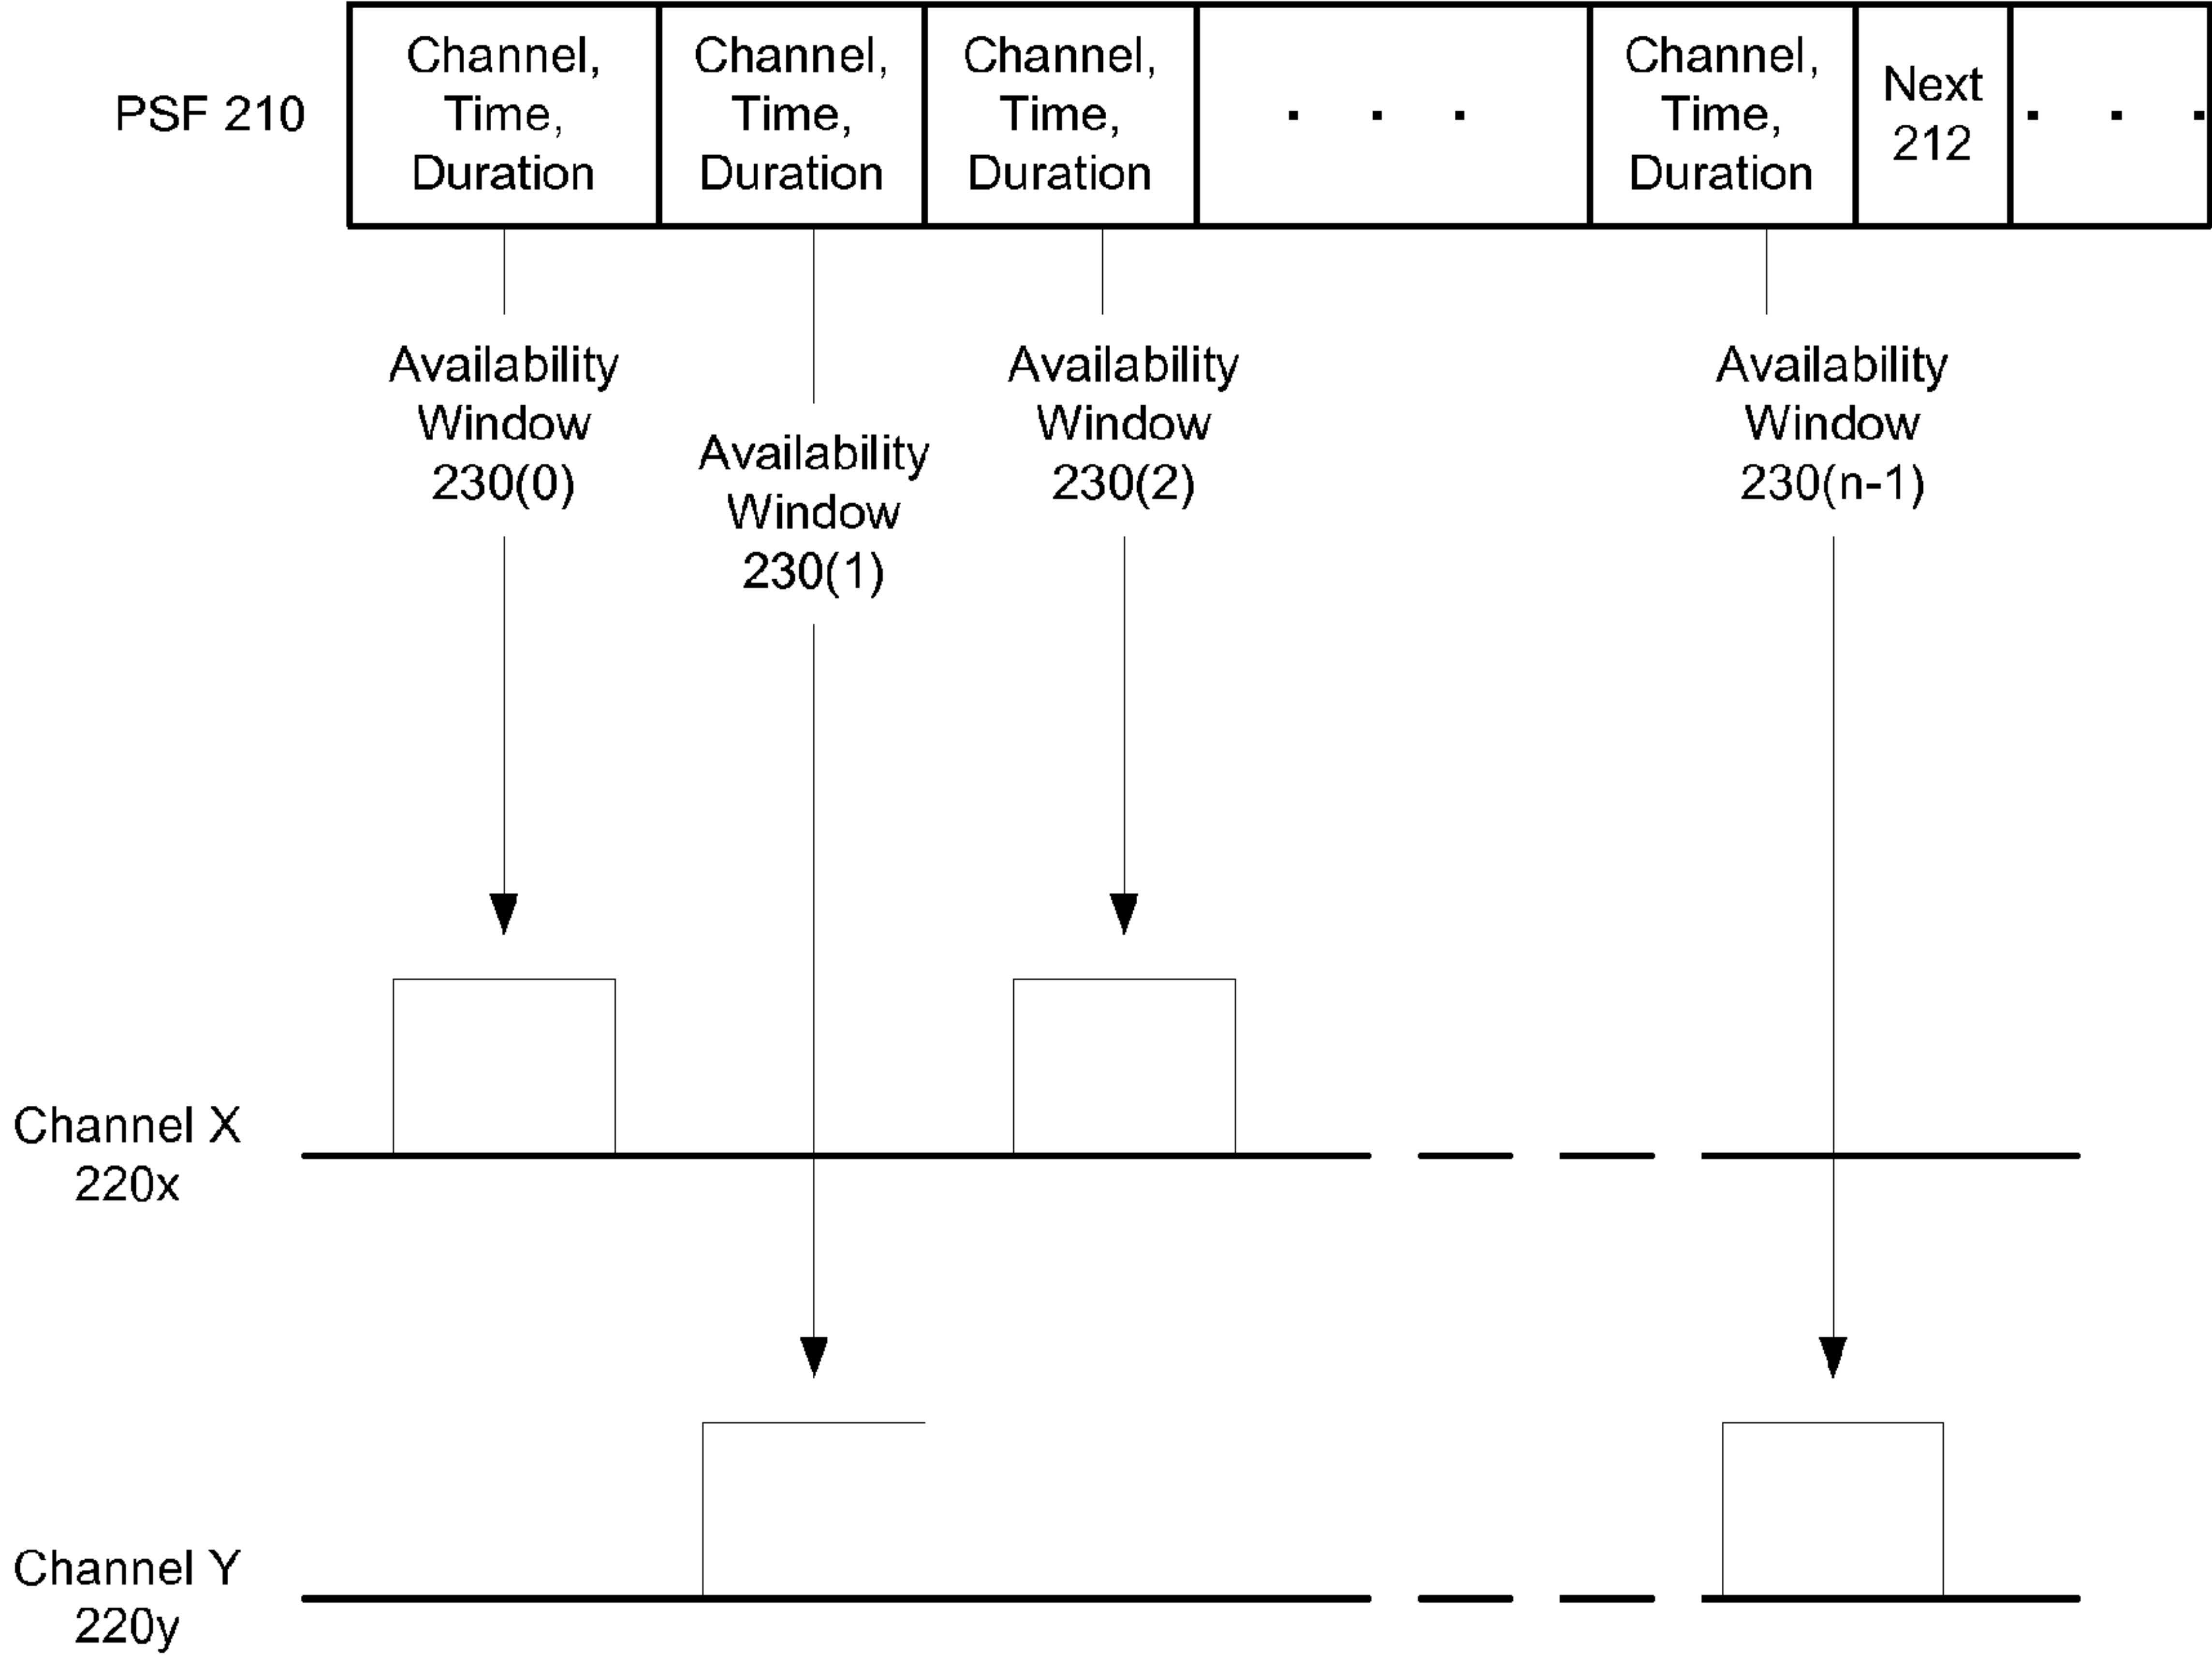 PSF 210
Channel,
Time,
Duration
Channel,
Time,
Duration
Channel,
Time,
Duration
. . .
Channel,
Time,
Duration
Next
212
. . .
Availability
Window
230(0)
Availability
Window
230(1)
Availability
Window
230(2)
Availability
Window
230(n-1)
Channel X
220x
Channel Y
220y